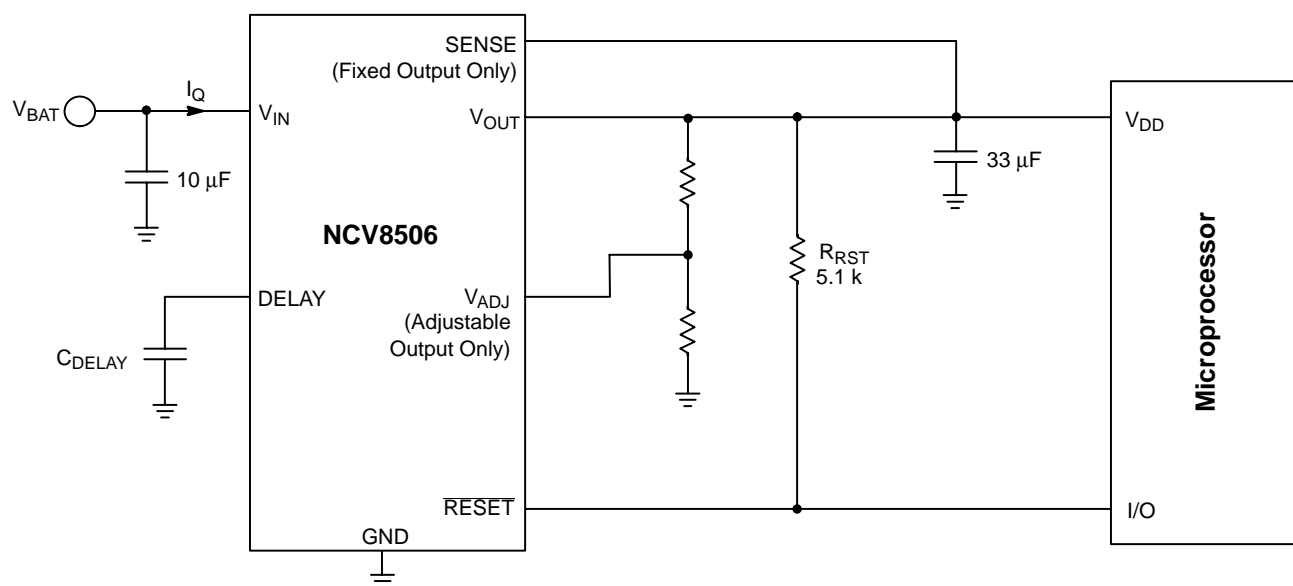 SENSE
(Fixed Output Only)
V_BAT
I_Q
V_IN
V_OUT
V_DD
10 μF
33 μF
NCV8506
R_RST
5.1 k
DELAY
V_ADJ
(Adjustable
Output Only)
C_DELAY
Microprocessor
RESET
I/O
GND